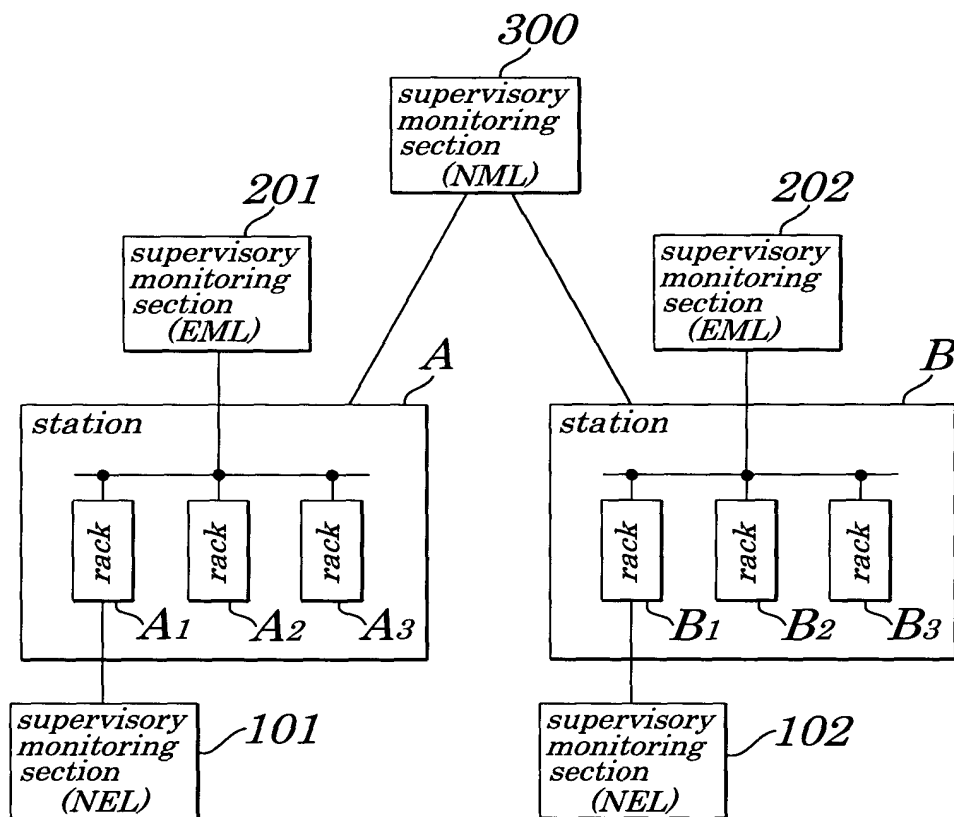 300
supervisory
monitoring
section
(NML)
201
supervisory
monitoring
section
(EML)
202
supervisory
monitoring
section
(EML)
A
station
rack
rack
rack
A1
A2
A3
B
station
rack
rack
rack
B1
B2
B3
supervisory
monitoring
section
(NEL)
101
supervisory
monitoring
section
(NEL)
102